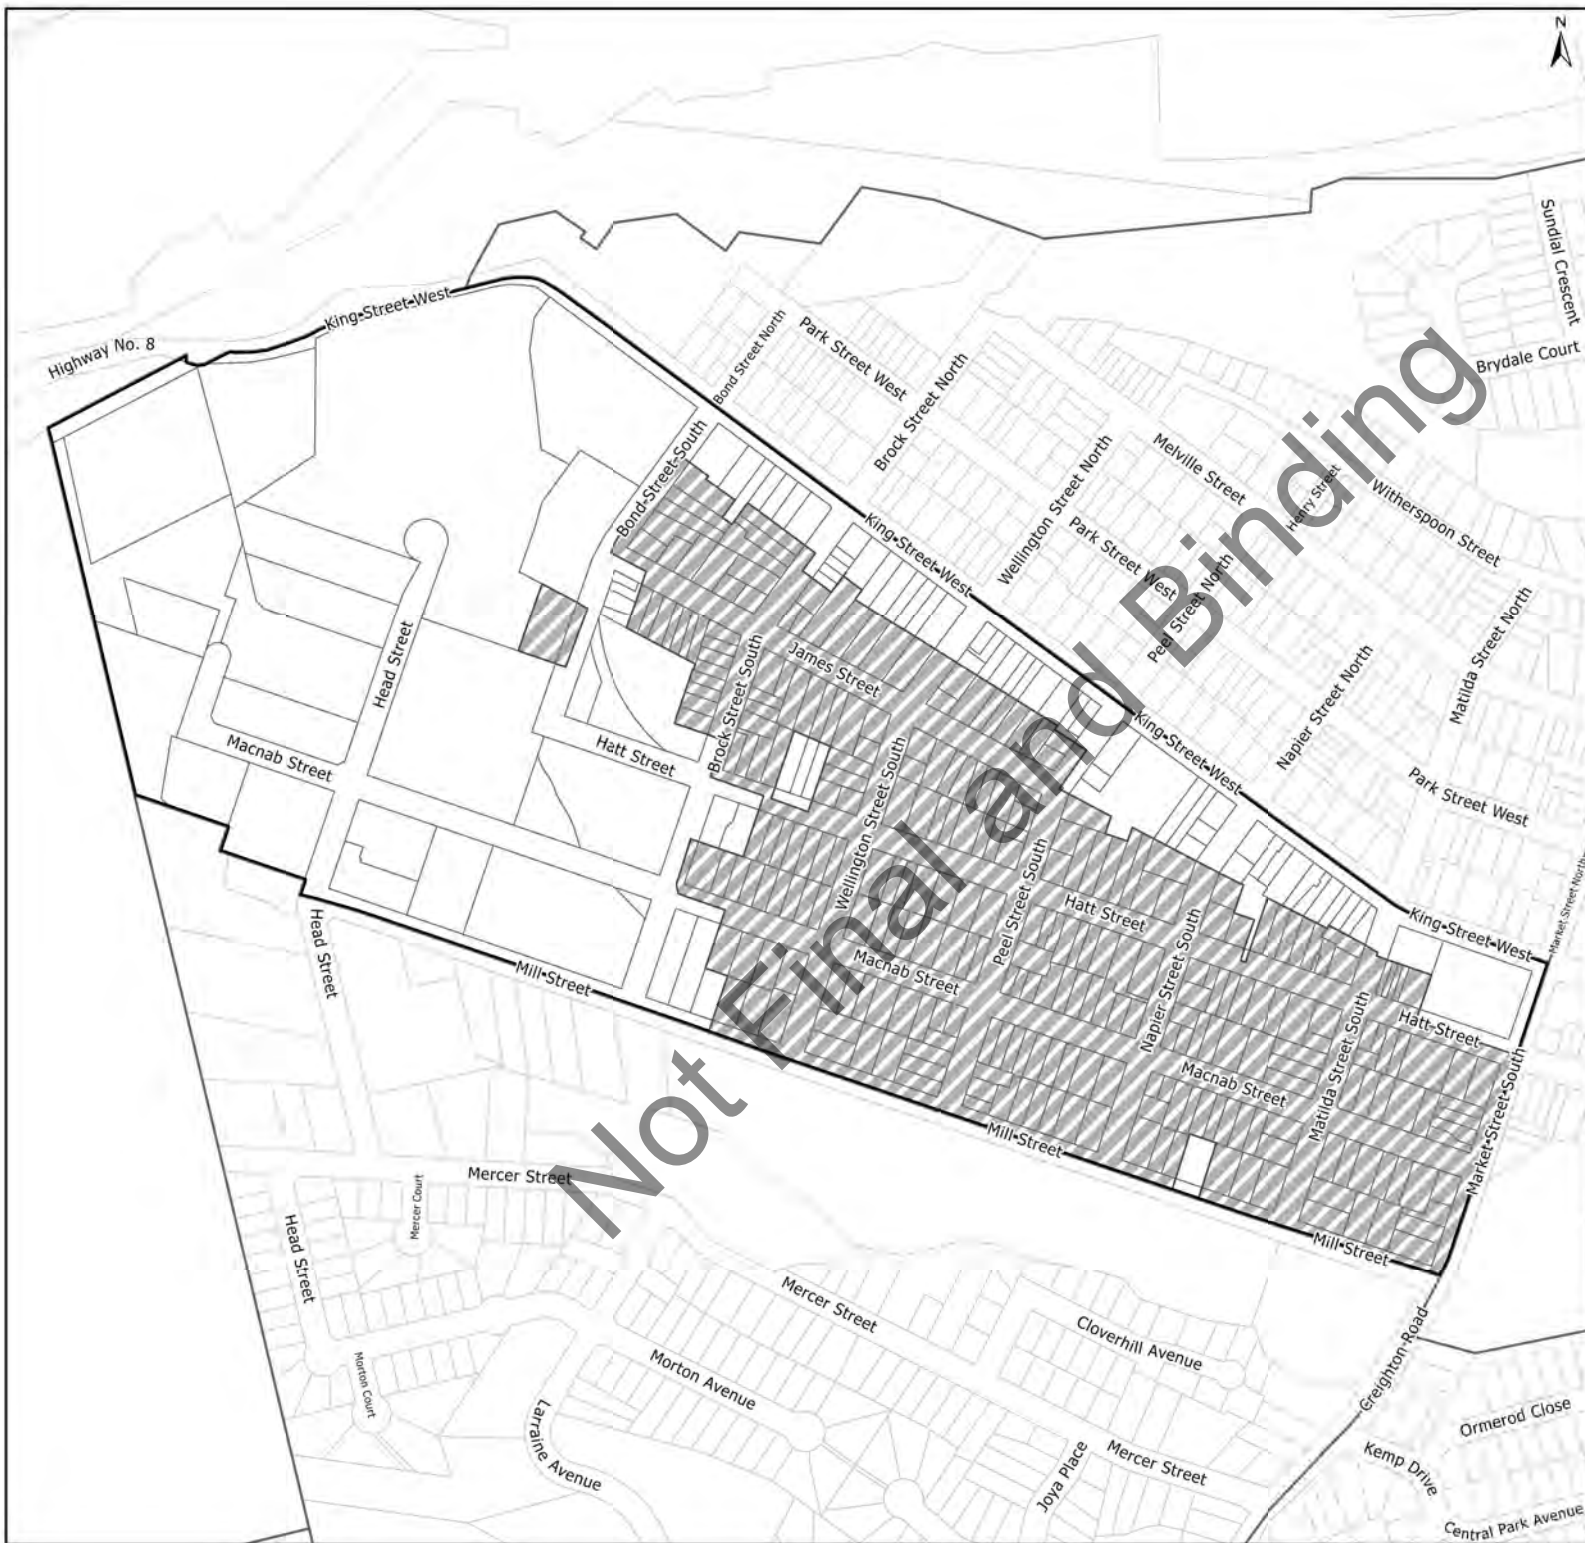 N
Sundial Crescent
King Street West
Highway No. 8
Brydale Court
Bond Street North
Park Street West
Brock Street North
Melville Street
Henry Street
Witherspoon Street
Bond Street South
Wellington Street North
King Street West
Park Street West
Peel Street North
Matilda Street North
Napier Street North
Head Street
James Street
Brock Street South
Macnab Street
Hatt Street
King Street West
Park Street West
Wellington Street South
Market Street North
Peel Street South
Hatt Street
King Street West
Head Street
Mill Street
Macnab Street
Napier Street South
Hatt Street
Matilda Street South
Macnab Street
Market Street South
Mill Street
Mercer Street
Mercer Court
Head Street
Mill Street
Mercer Street
Cloverhill Avenue
Creighton Road
Morton Court
Morton Avenue
Larraine Avenue
Ormerod Close
Joya Place
Mercer Street
Kemp Drive
Central Park Avenue
Not Final and Binding